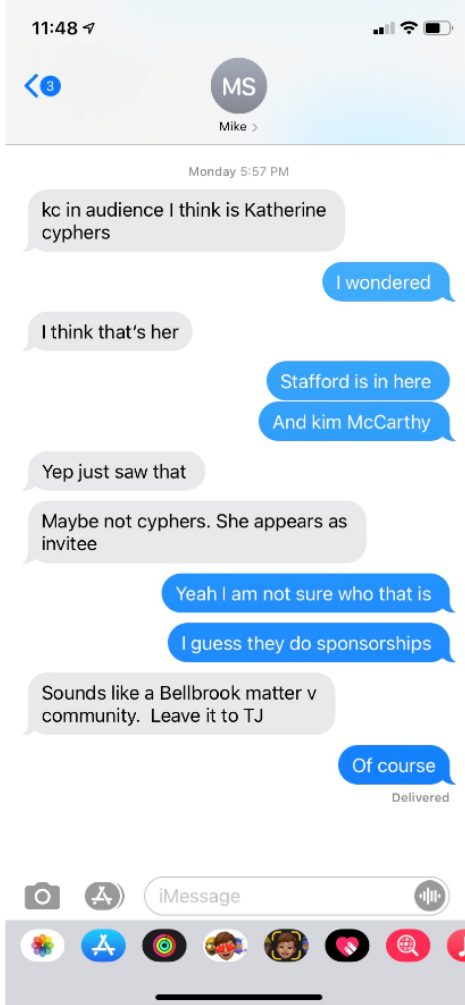 11:48
3
MS
Mike >
Monday 5:57 PM
kc in audience I think is Katherine
cyphers
I wondered
I think that's her
Stafford is in here
And kim McCarthy
Yep just saw that
Maybe not cyphers. She appears as
invitee
Yeah I am not sure who that is
I guess they do sponsorships
Sounds like a Bellbrook matter v
community.  Leave it to TJ
Of course
Delivered
iMessage